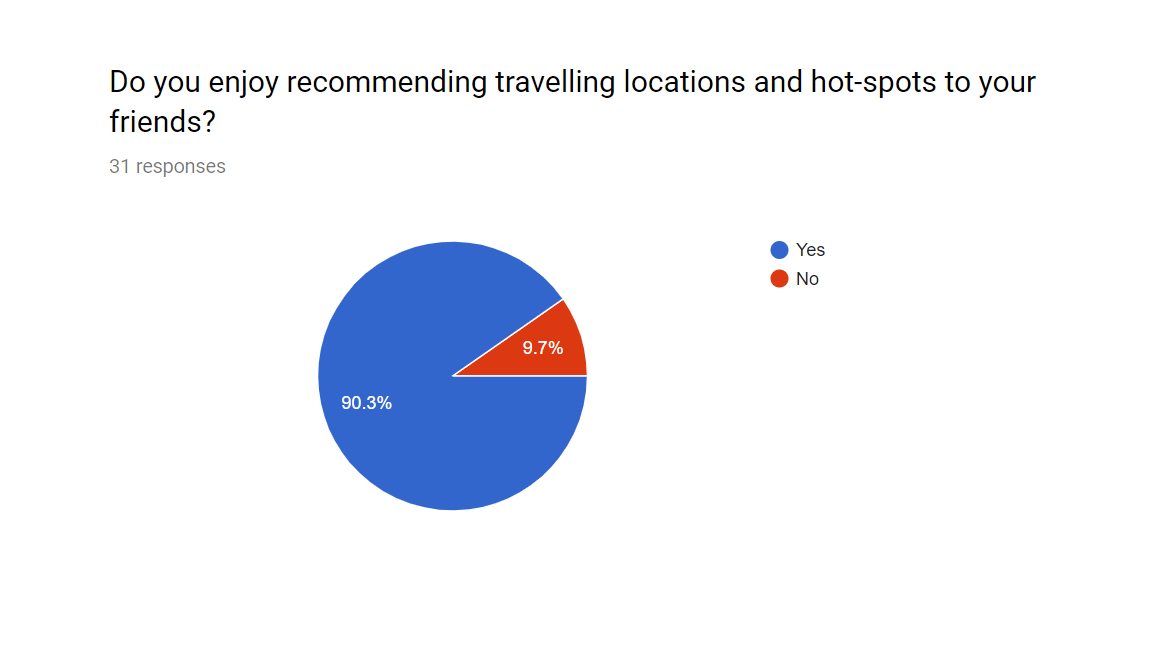 Do you enjoy recommending travelling locations and hot-spots to your
friends?
31 responses
Yes
No
9.7%
90.3%